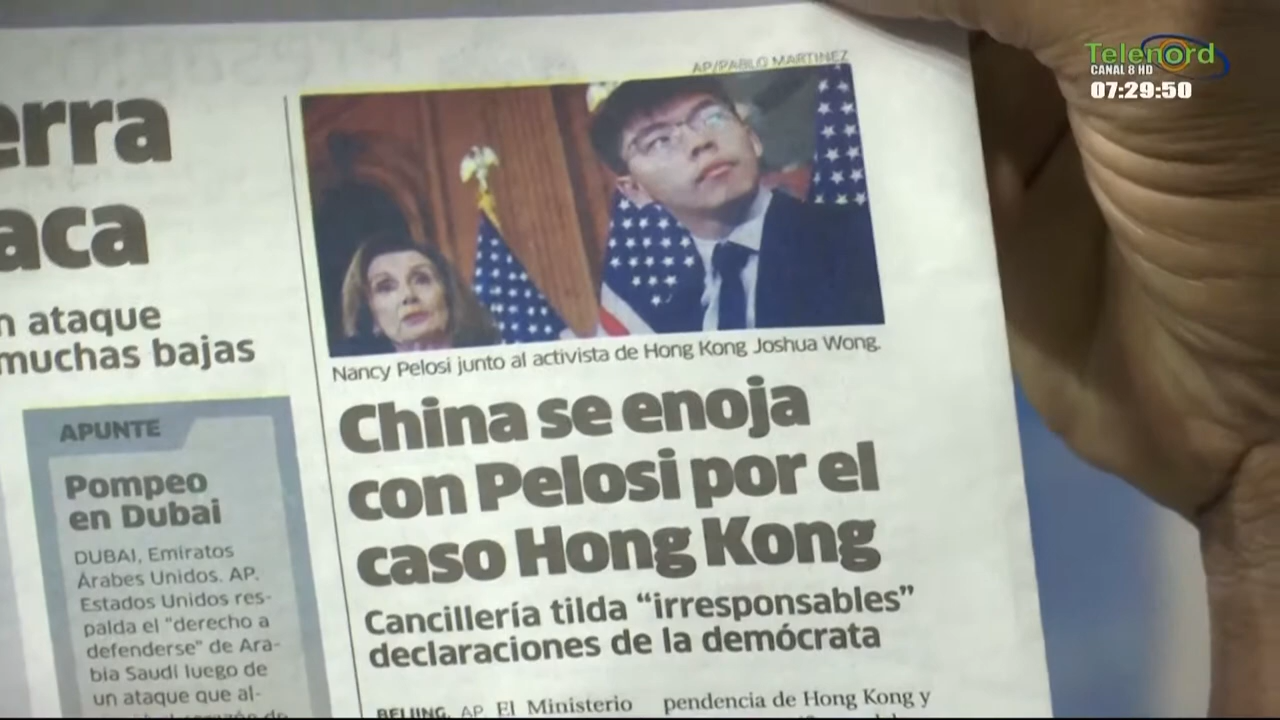 Telenord
CANAL 8 HD
07:29:50
erra
aca
n ataque
muchas bajas
APUNTE
Pompeo
en Dubai
DUBAI, Emiratos
Árabes Unidos. AP.
Estados Unidos res-
palda el "derecho a
defenderse" de Ara-
bia Saudí luego de
un ataque que al-
AP/PABLO MARTINEZ
Nancy Pelosi junto al activista de Hong Kong Joshua Wong.
China se enoja
con Pelosi por el
caso Hong Kong
Cancillería tilda “irresponsables”
declaraciones de la demócrata
BEIJING. AP. El Ministerio
pendencia de Hong Kong y